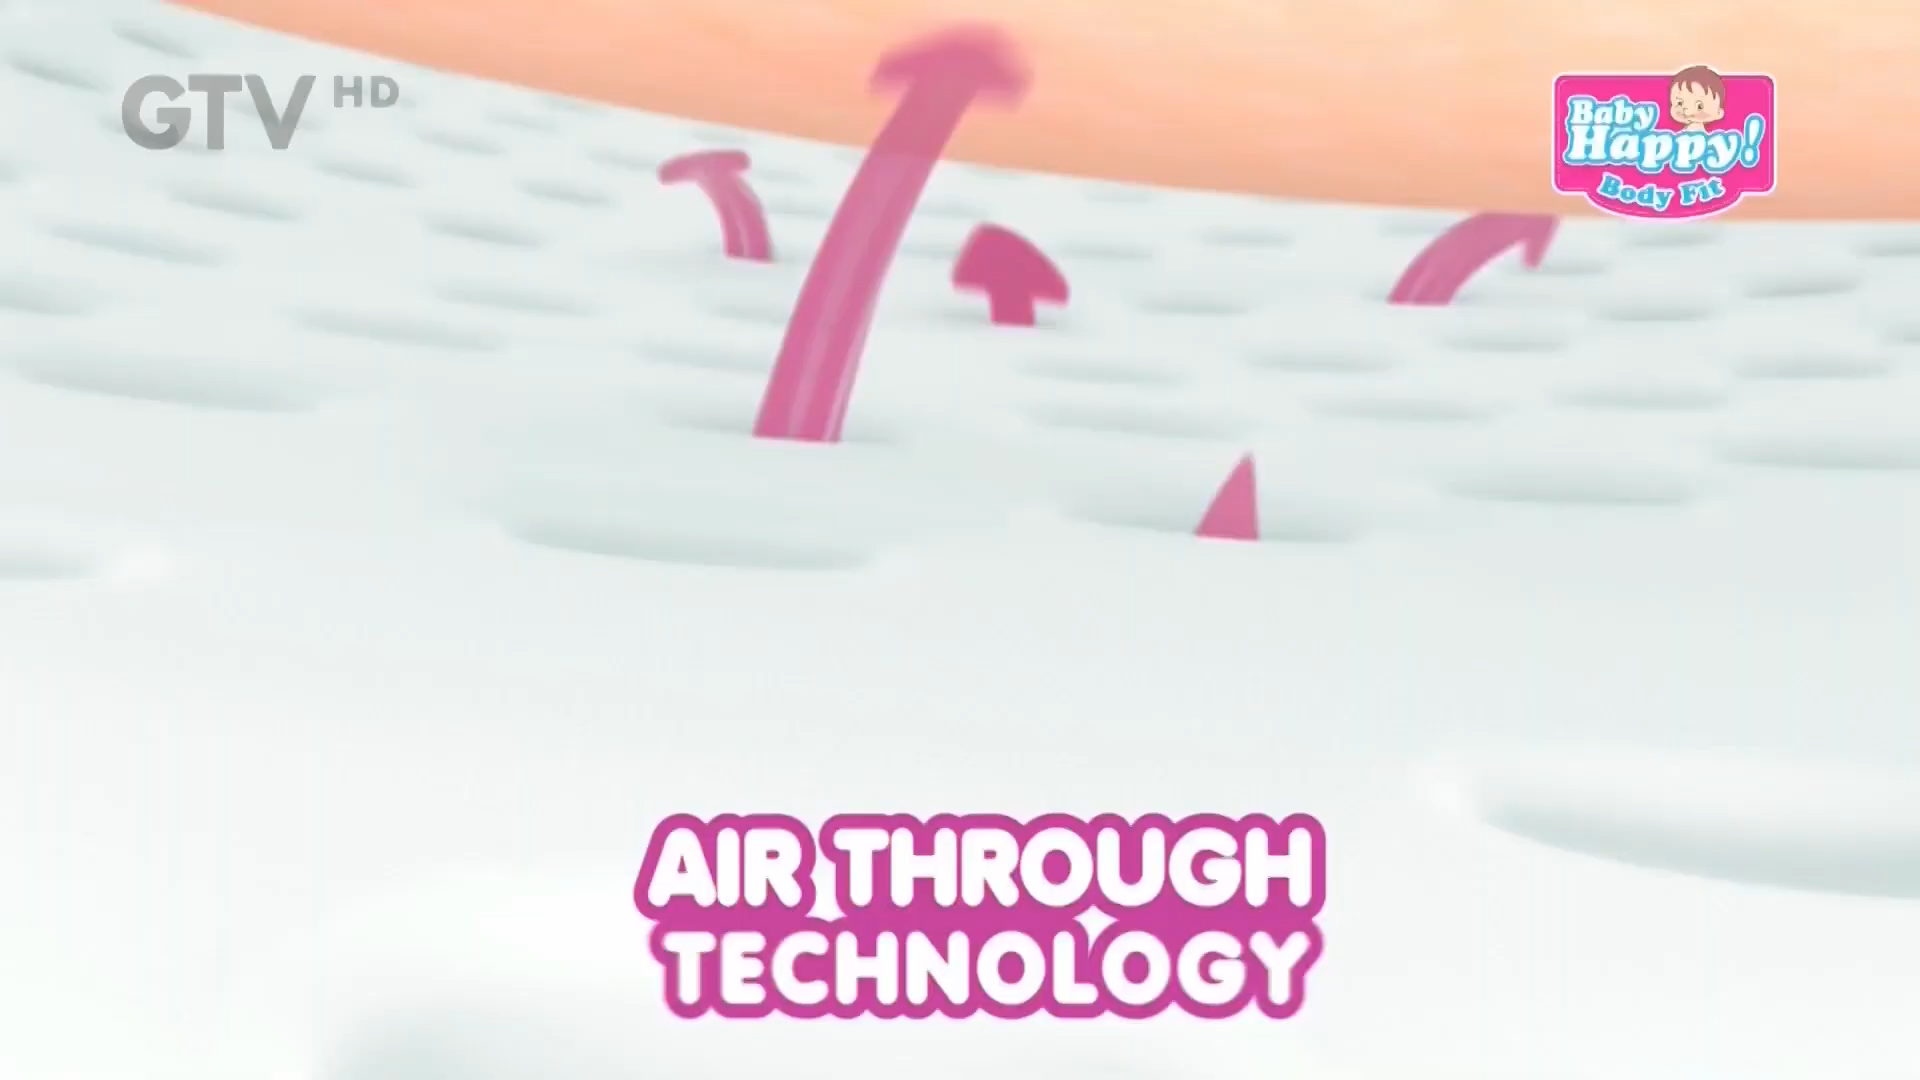 GTV HD
Baby
Happy!
Body Fit
AIR THROUGH
TECHNOLOGY